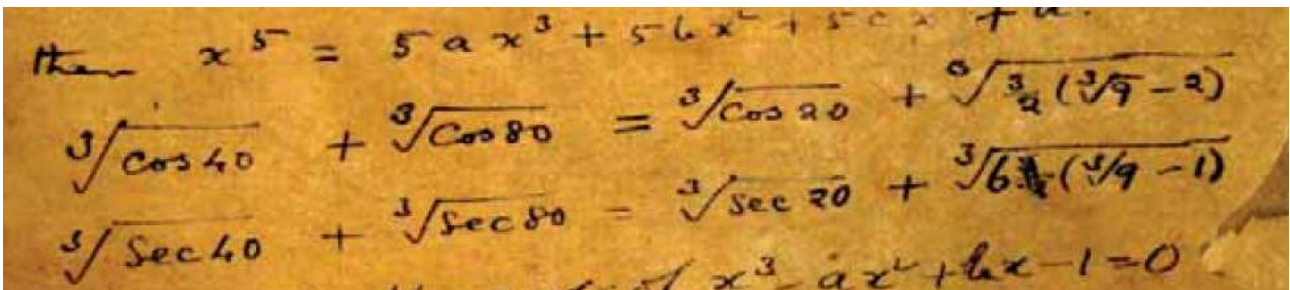 then x⁵ = 5ax³ + 5bx² + 5cx + d.
∛cos 40 + ∛cos 80 = ∛cos 20 + ∛(3/2 (∛9 − 2))
∛sec 40 + ∛sec 80 = ∛sec 20 + ∛(6 (∛9 − 1))
of x³ - ax² + bx - 1 = 0